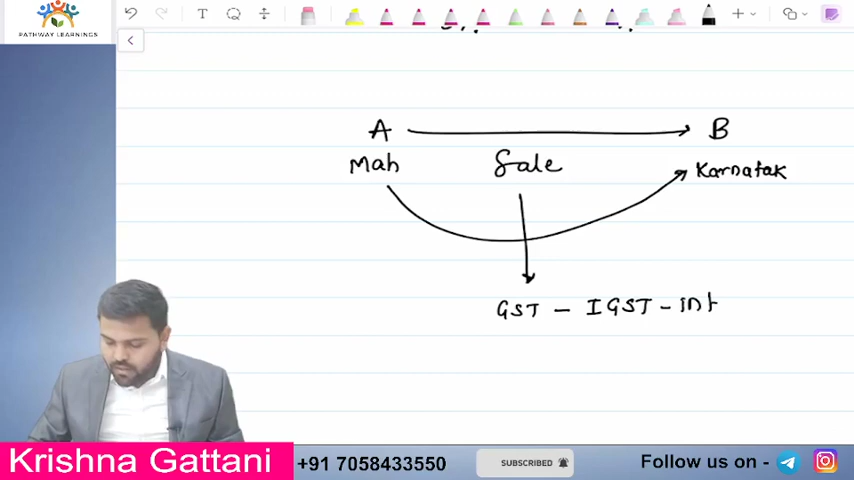 PATHWAY LEARNINGS
T
A B
Mah Sale Karnatak
GST - IGST - int
Krishna Gattani +91 7058433550 SUBSCRIBED Follow us on -